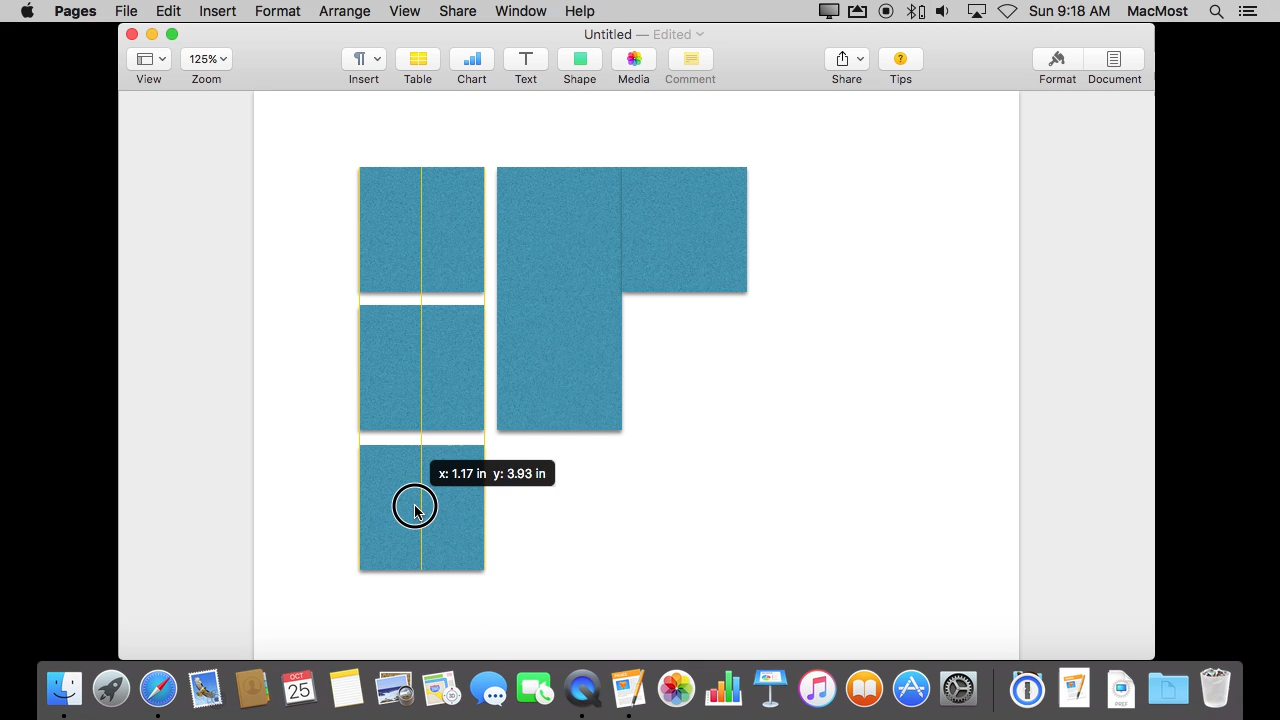 Pages File Edit Insert Format Arrange View Share Window Help Sun 9:18 AM MacMost
Untitled — Edited
125%
View Zoom Insert Table Chart Text Shape Media Comment Share Tips Format Document
x: 1.17 in y: 3.93 in
OCT
25
3D
PREF